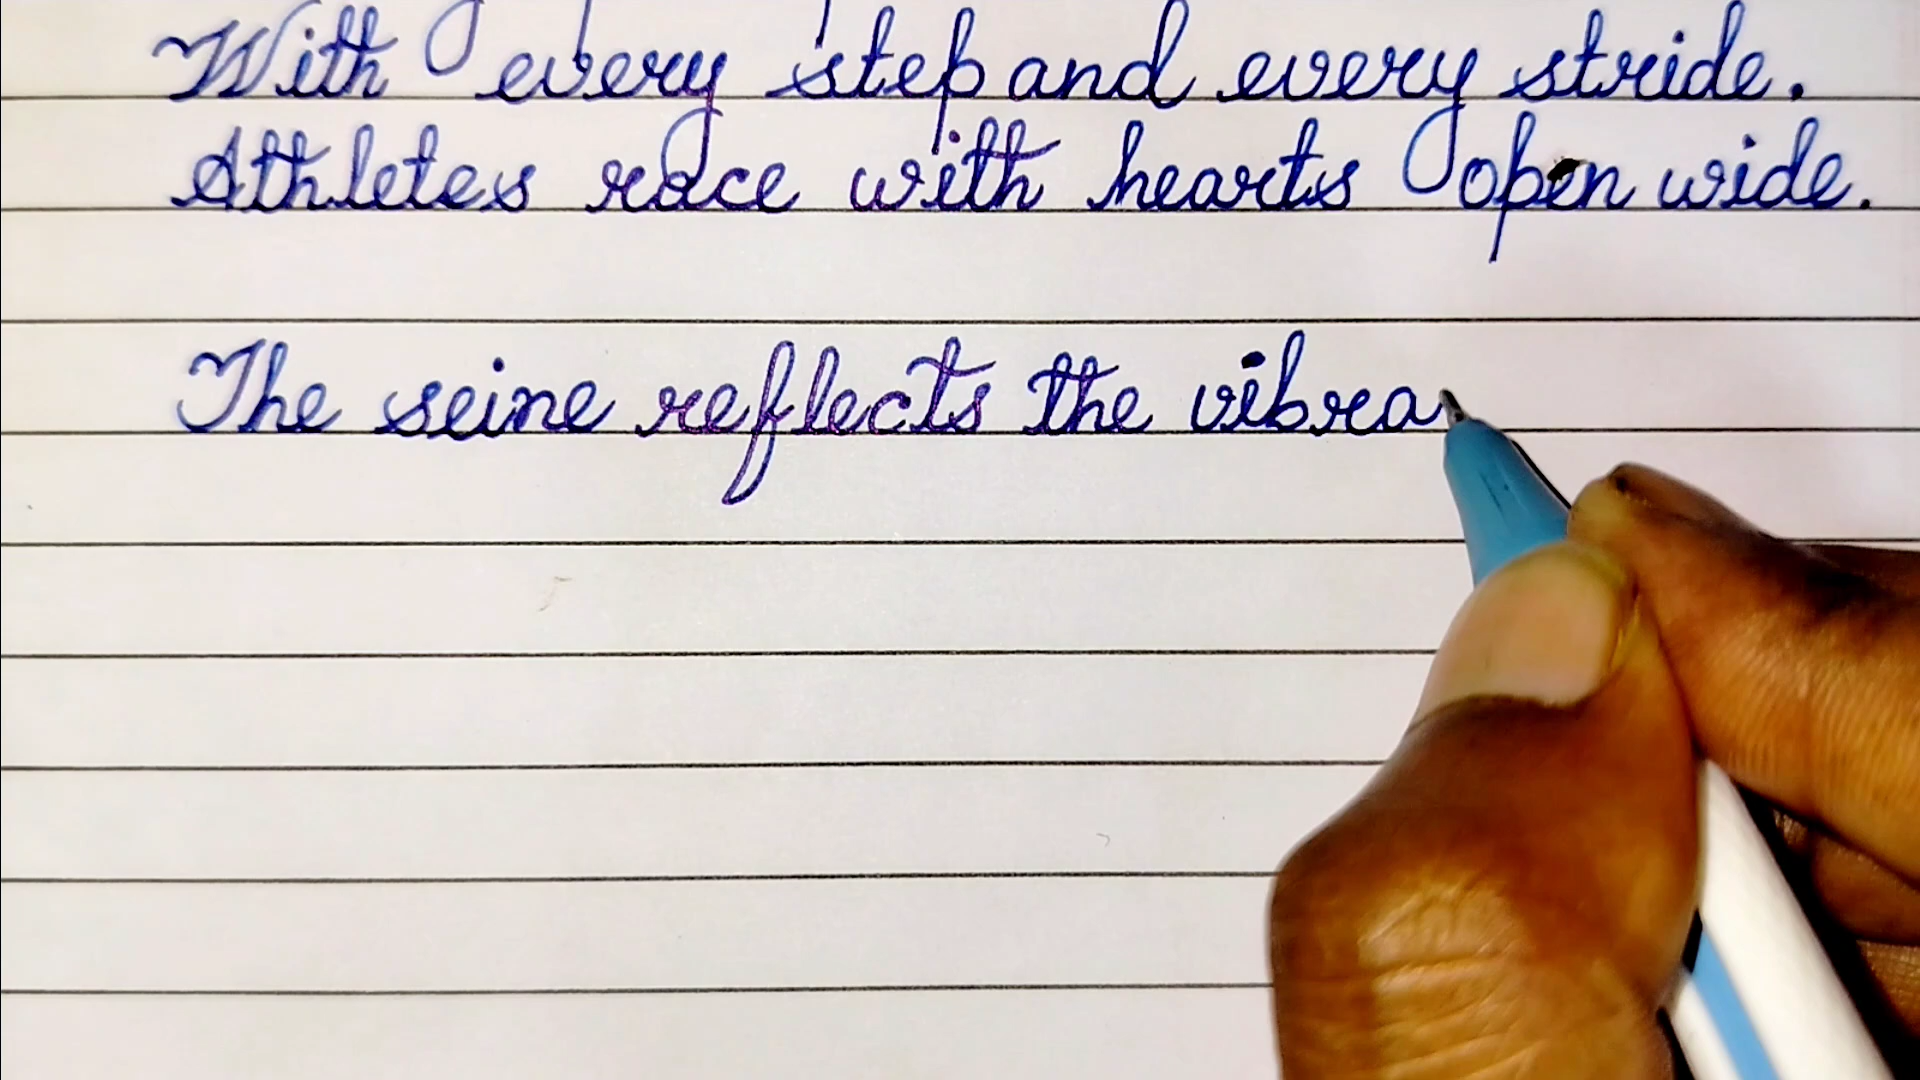 With every step and every stride.
Athletes race with hearts open wide.
The seine reflects the vibra